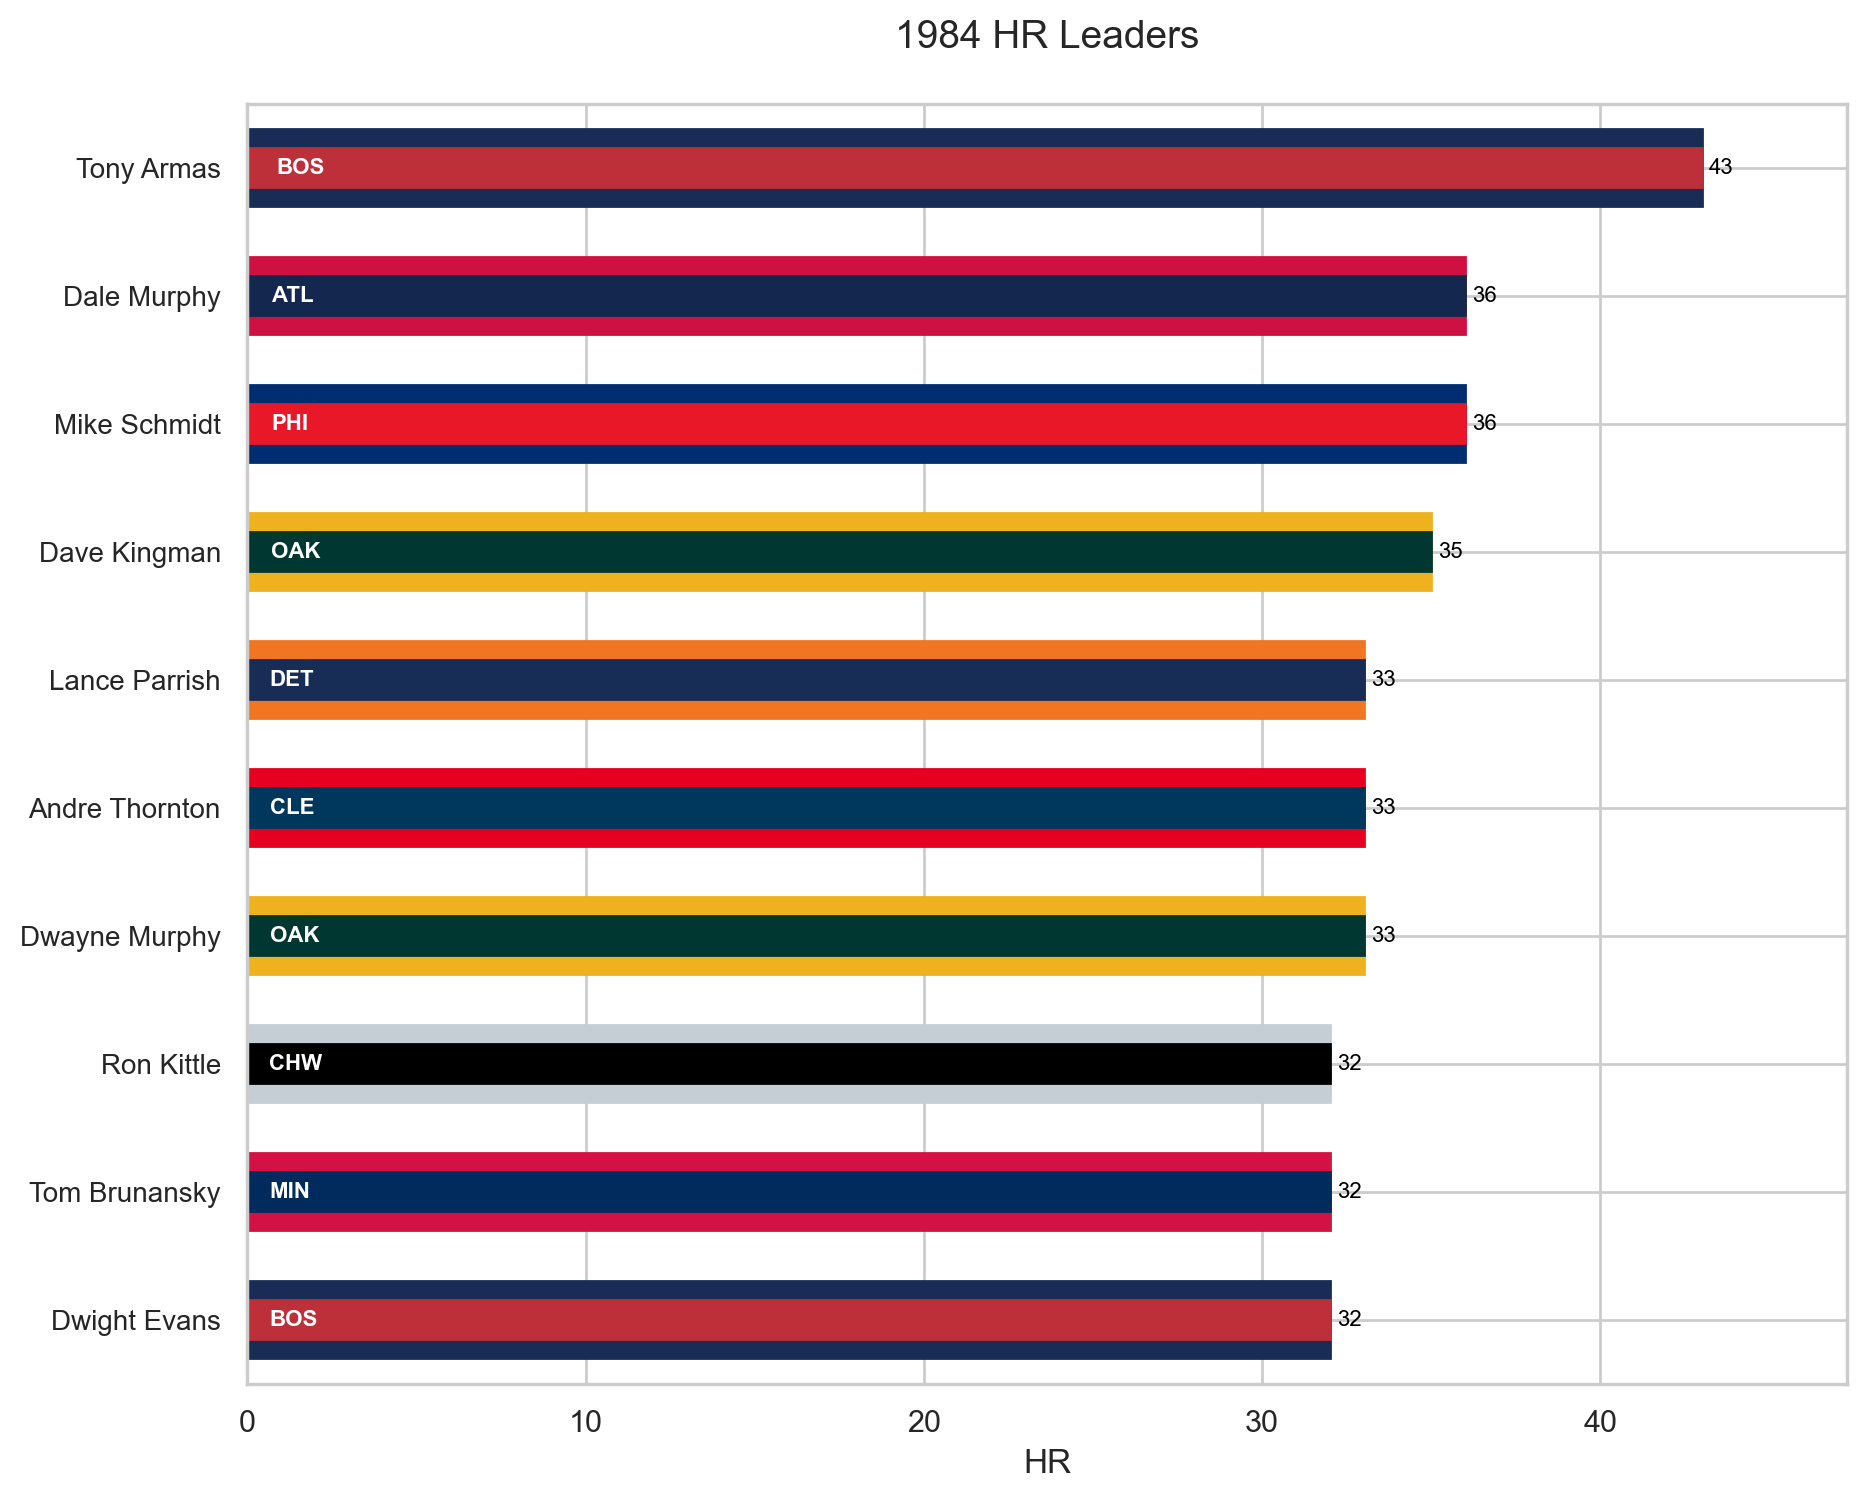 1984 HR Leaders
Tony Armas BOS 43
Dale Murphy ATL 36
Mike Schmidt PHI 36
Dave Kingman OAK 35
Lance Parrish DET 33
Andre Thornton CLE 33
Dwayne Murphy OAK 33
Ron Kittle CHW 32
Tom Brunansky MIN 32
Dwight Evans BOS 32
0 10 20 30 40
HR